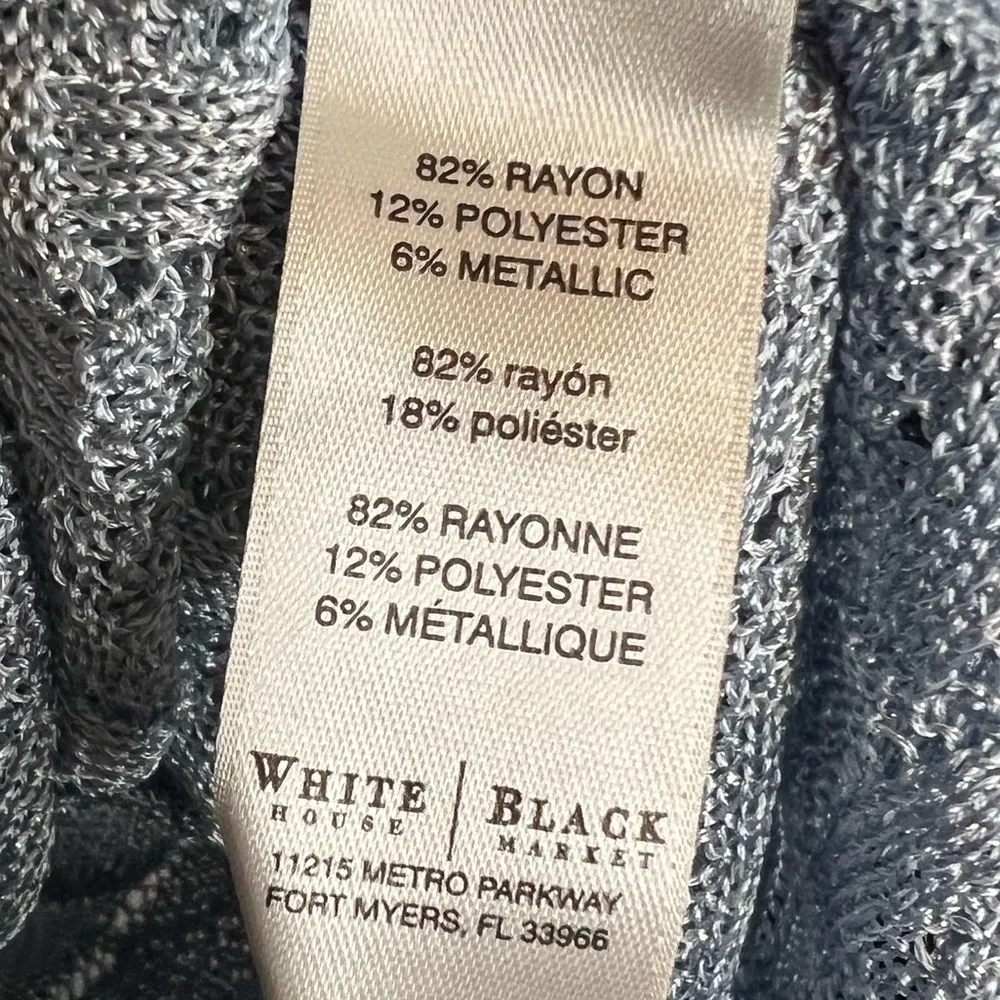 82% RAYON
12% POLYESTER
6% METALLIC
82% rayón
18% poliéster
82% RAYONNE
12% POLYESTER
6% MÉTALLIQUE
WHITE BLACK
HOUSE MARKET
11215 METRO PARKWAY
FORT MYERS, FL 33966